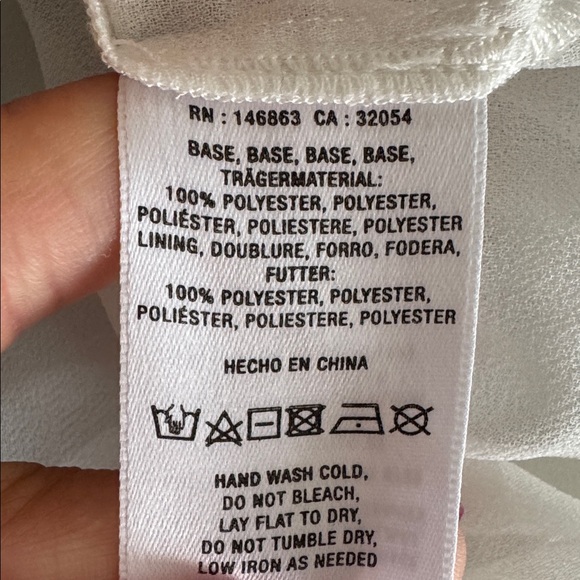 RN : 146863 CA : 32054
BASE, BASE, BASE, BASE,
TRÄGERMATERIAL:
100% POLYESTER, POLYESTER,
POLIÉSTER, POLIESTERE, POLYESTER
LINING, DOUBLURE, FORRO, FODERA,
FUTTER:
100% POLYESTER, POLYESTER,
POLIÉSTER, POLIESTERE, POLYESTER
HECHO EN CHINA
HAND WASH COLD,
DO NOT BLEACH,
LAY FLAT TO DRY,
DO NOT TUMBLE DRY,
LOW IRON AS NEEDED